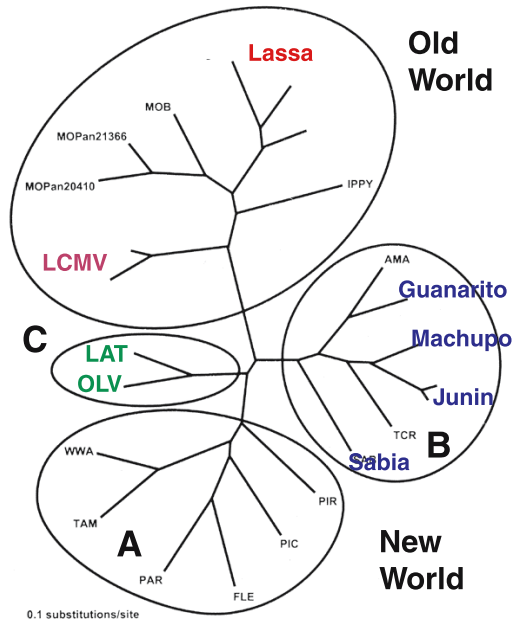 Lassa
Old
World
MOB
MOPan21366
MOPan20410
IPPY
LCMV
AMA
Guanarito
C
Machupo
LAT
OLV
Junin
TCR
B
Sabia
WWA
PIR
TAM
A
PIC
New
World
PAR
FLE
0.1 substitutions/site